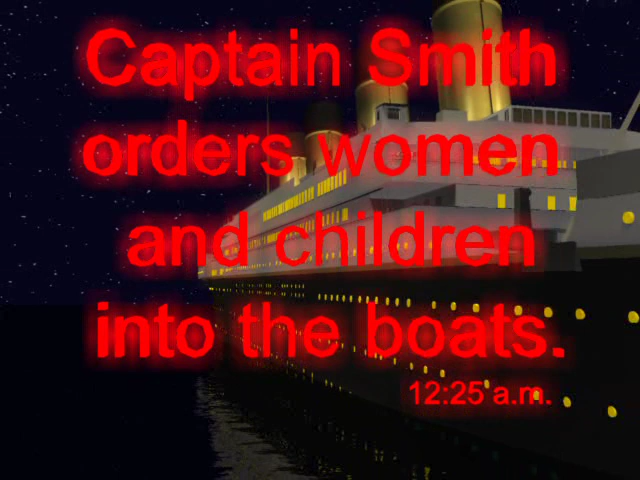 Captain Smith
orders women
and children
into the boats.
12:25 a.m.